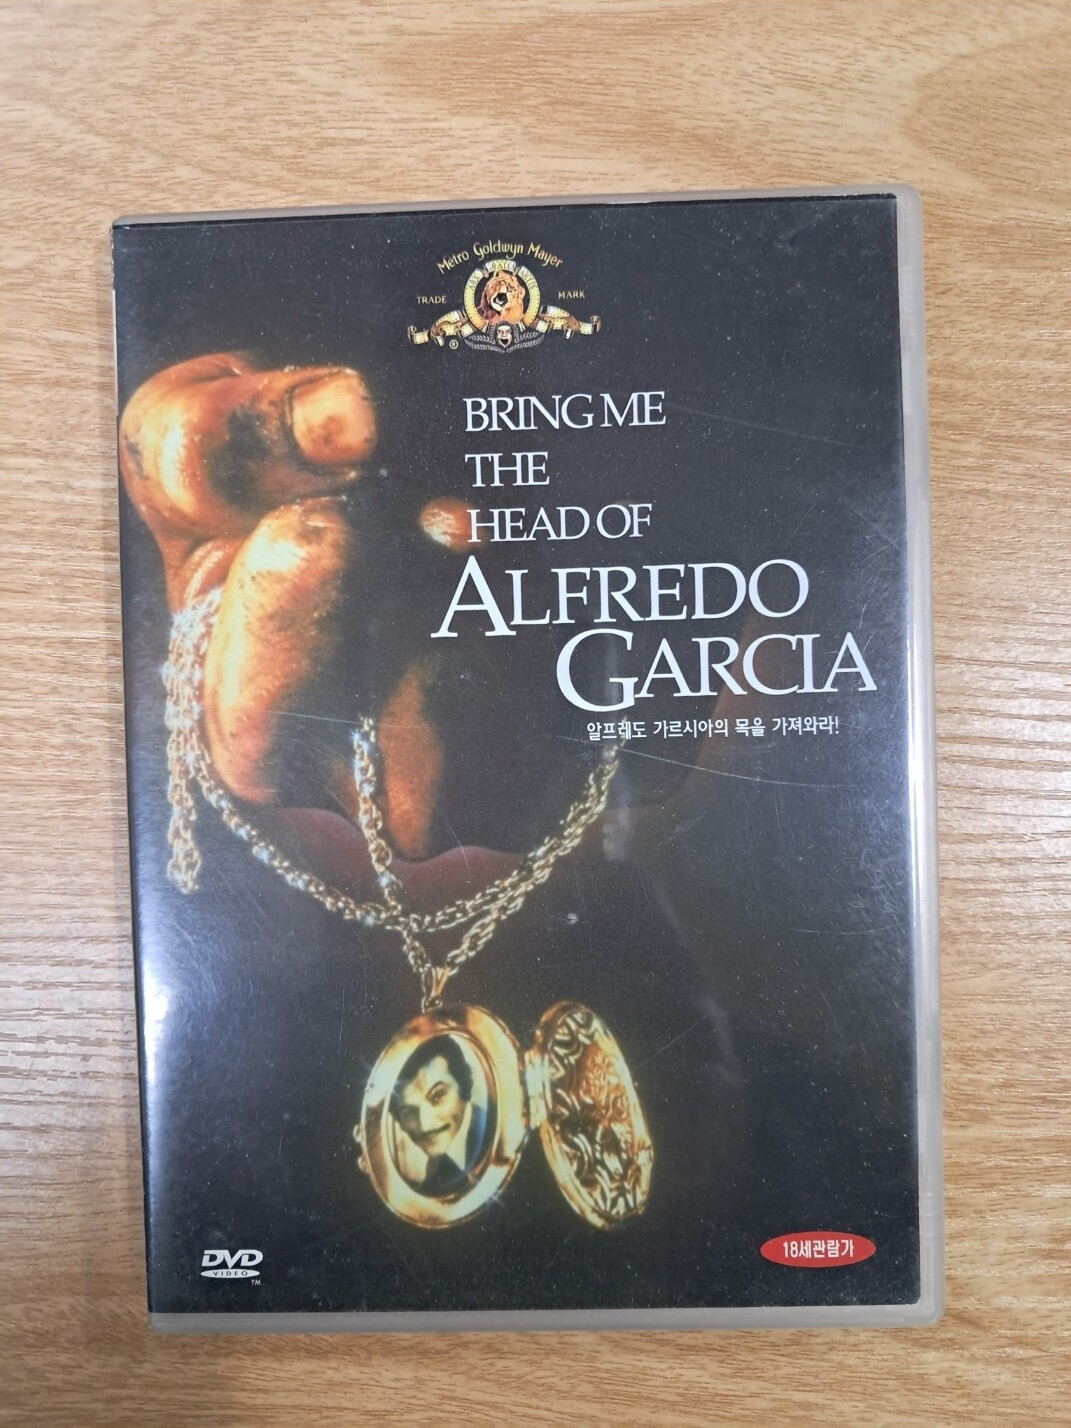 Metro Goldwyn Mayer
TRADE MARK
®
BRING ME
THE
HEAD OF
ALFREDO
GARCIA
알프레도 가르시아의 목을 가져와라!
18세관람가
DVD
VIDEO
TM